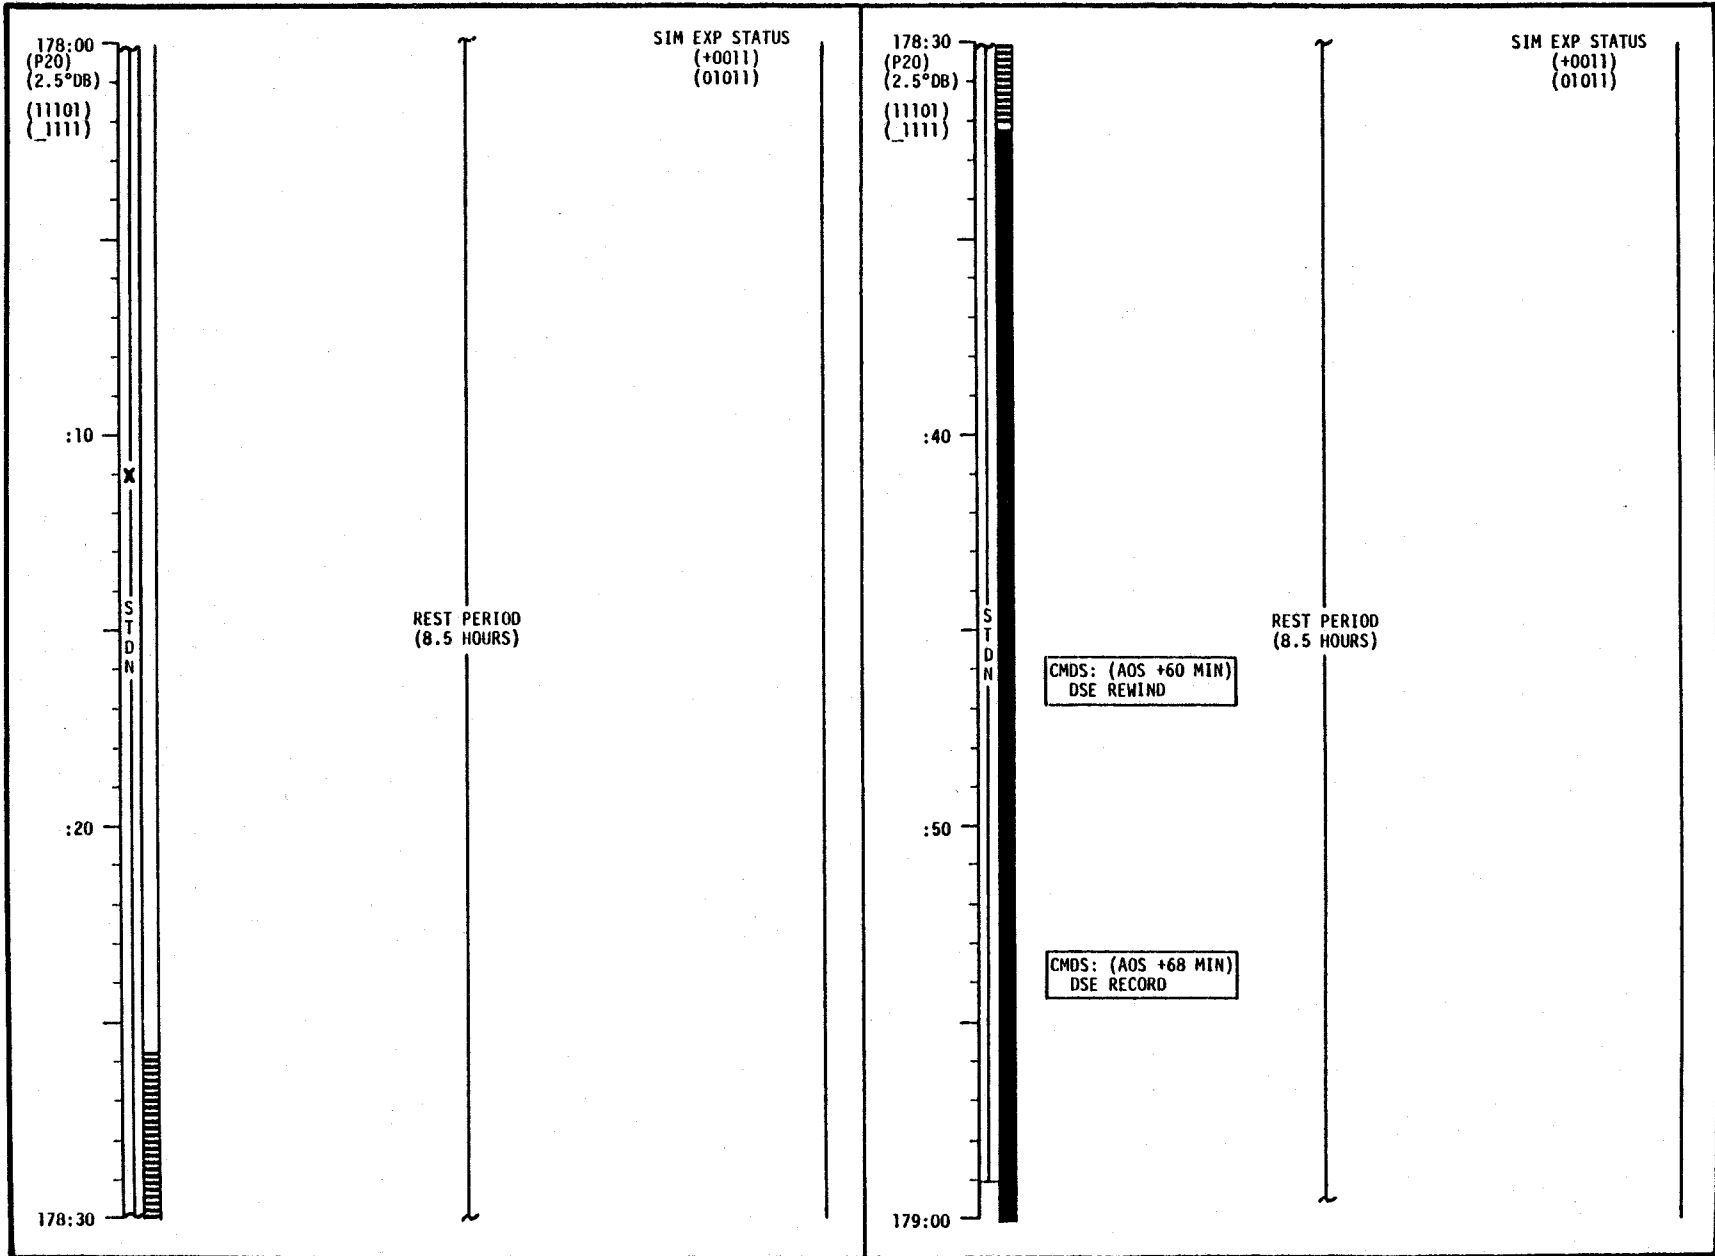 178:00
(P20)
(2.5°DB)
(11101)
(_1111)
SIM EXP STATUS
(+0011)
(01011)
:10
X
STDN
REST PERIOD
(8.5 HOURS)
:20
178:30
178:30
(P20)
(2.5°DB)
(11101)
(_1111)
SIM EXP STATUS
(+0011)
(01011)
:40
STDN
REST PERIOD
(8.5 HOURS)
CMDS: (AOS +60 MIN)
DSE REWIND
:50
CMDS: (AOS +68 MIN)
DSE RECORD
179:00